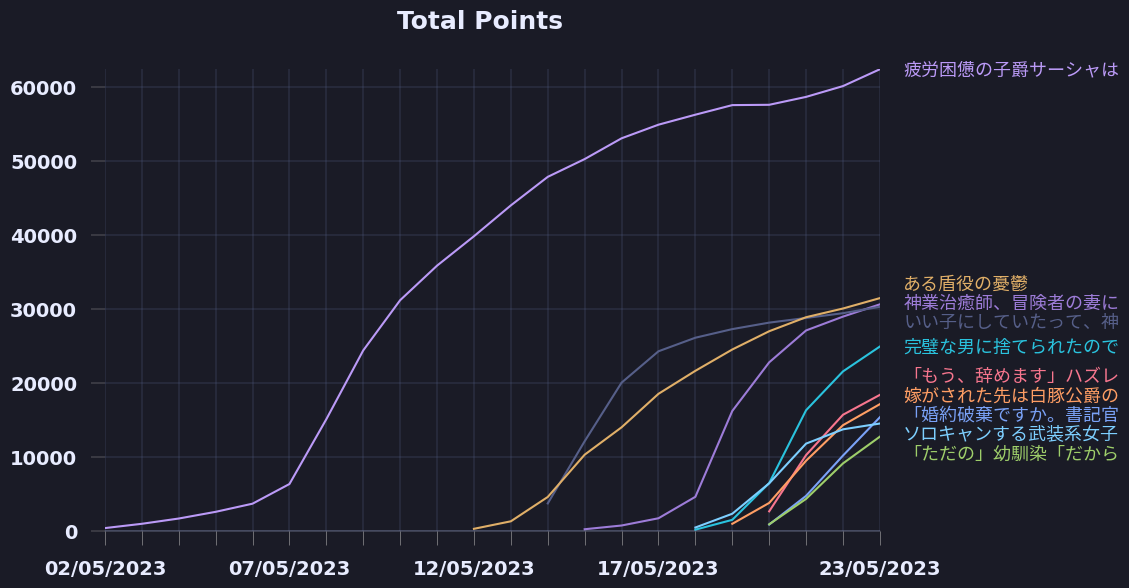 Total Points
60000
50000
40000
30000
20000
10000
0
02/05/2023
07/05/2023
12/05/2023
17/05/2023
23/05/2023
疲労困憊の子爵サーシャは
ある盾役の憂鬱
神業治癒師、冒険者の妻に
いい子にしていたって、神
完璧な男に捨てられたので
「もう、辞めます」ハズレ
嫁がされた先は白豚公爵の
「婚約破棄ですか。書記官
ソロキャンする武装系女子
「ただの」幼馴染「だから